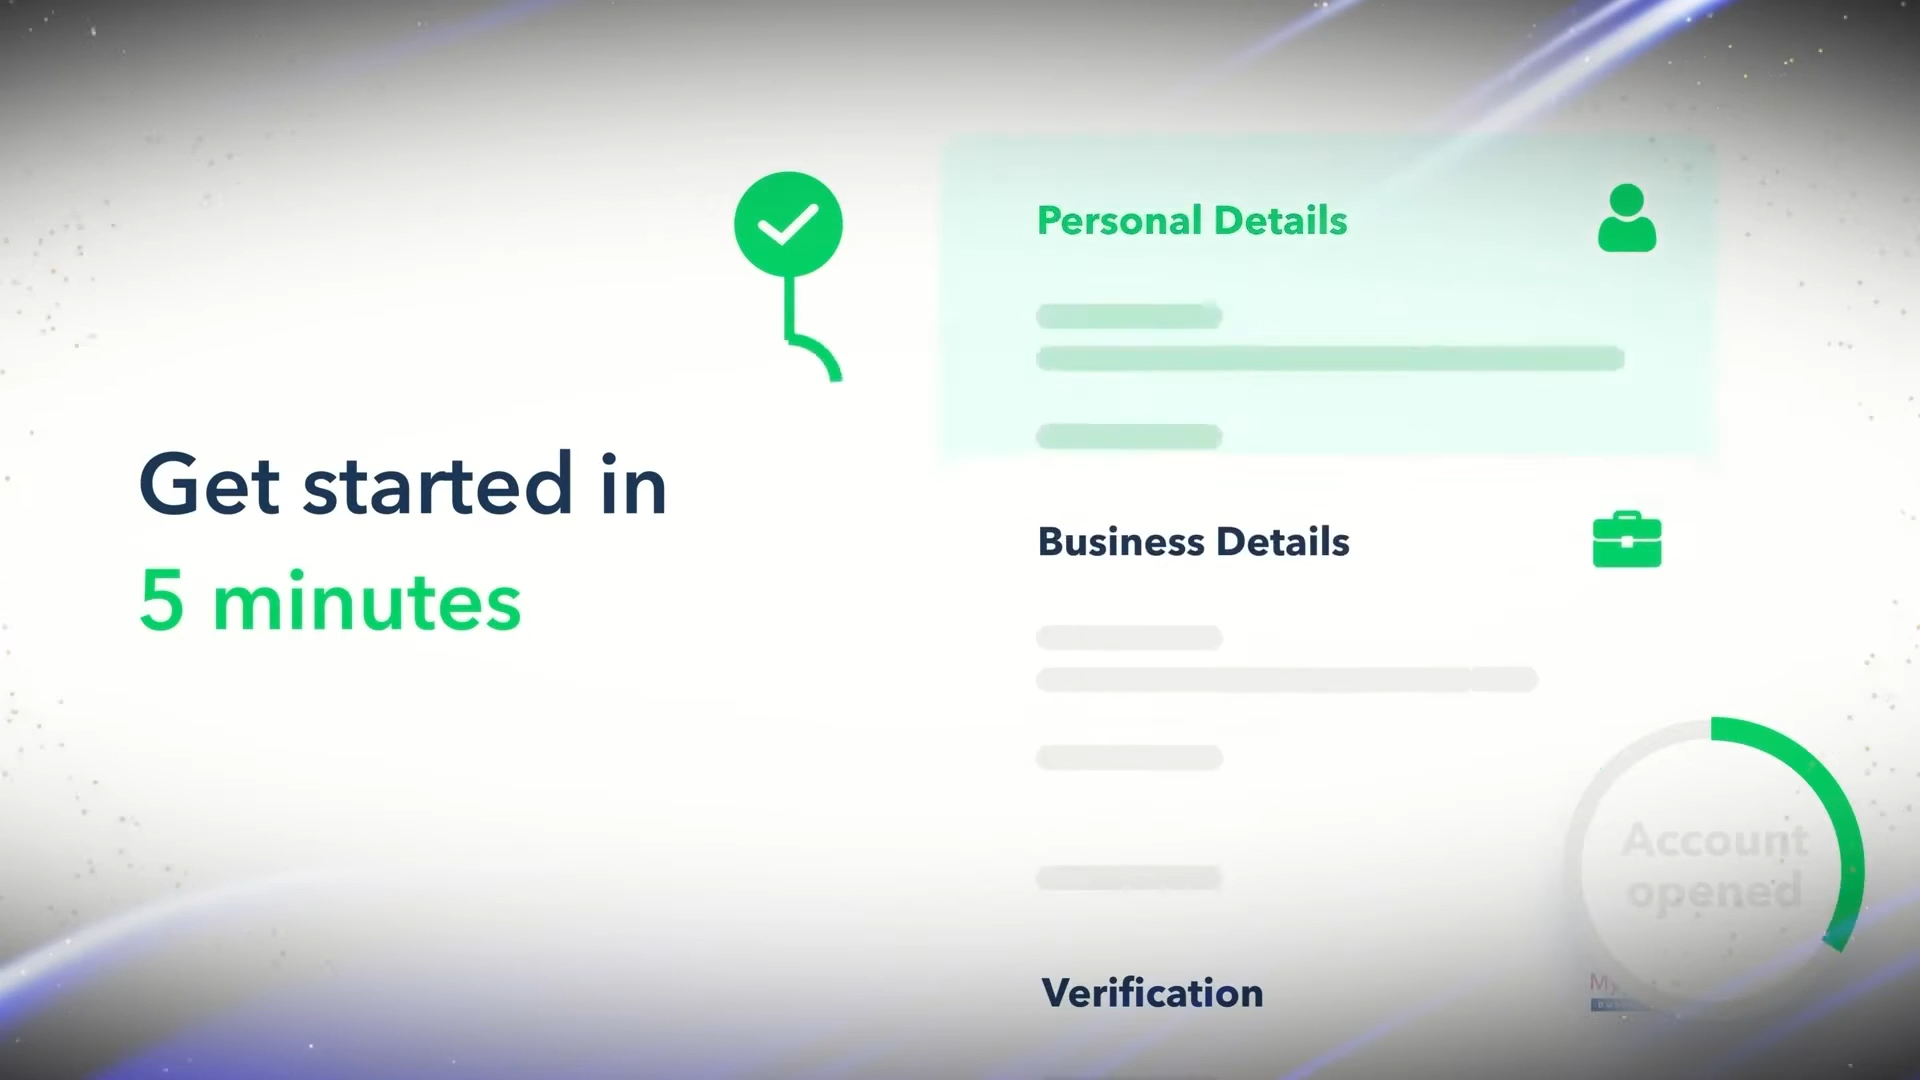 Get started in
5 minutes
Personal Details
Business Details
Account
opened
Verification